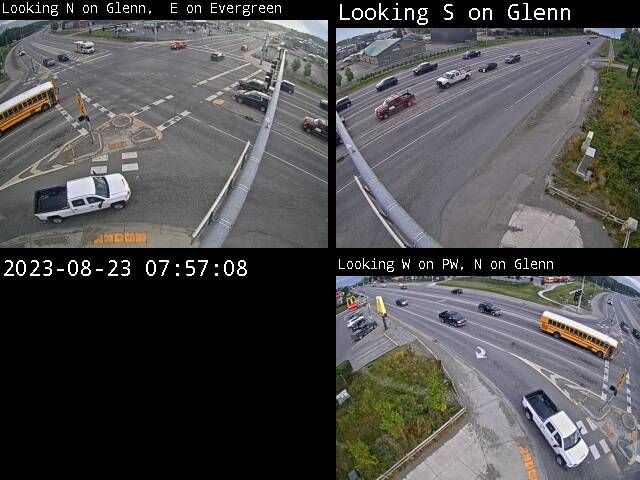 Looking N on Glenn,  E on Evergreen
Looking S on Glenn
2023-08-23 07:57:08
Looking W on PW, N on Glenn